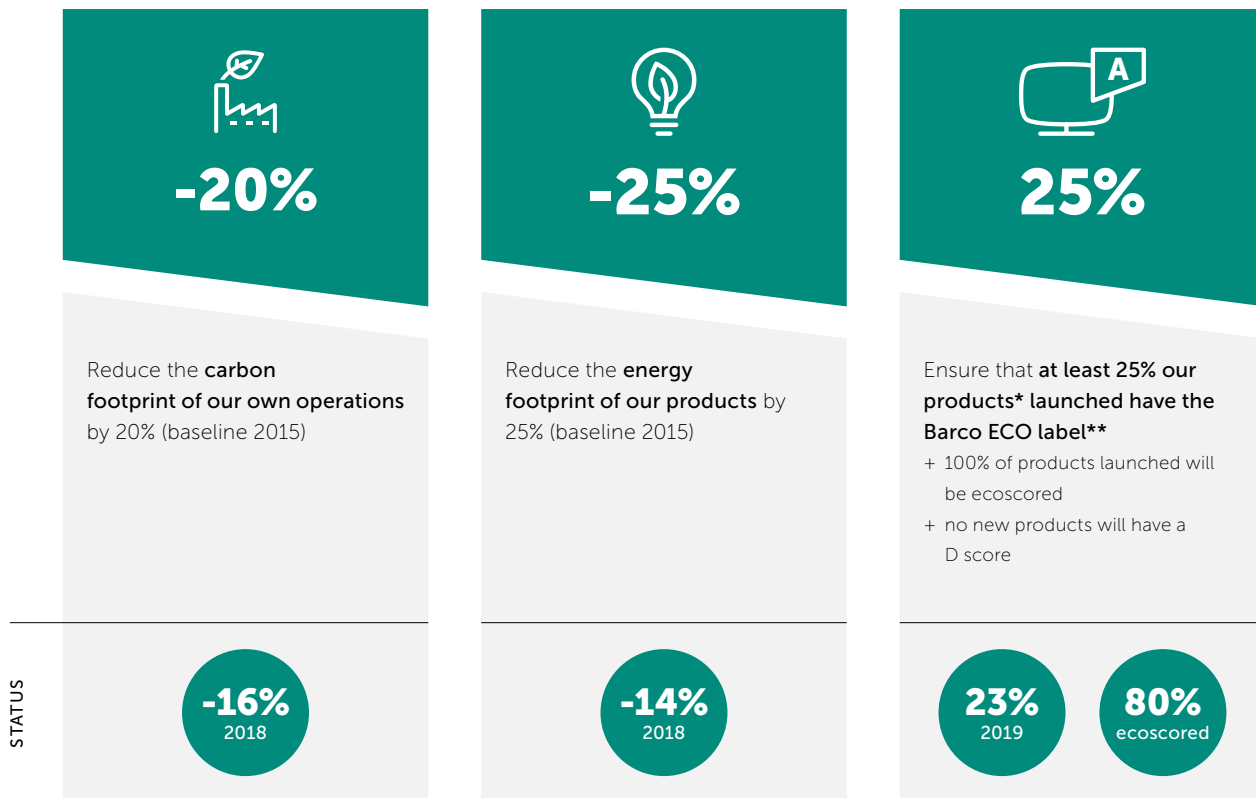 -20%
Reduce the carbon
footprint of our own operations
by 20% (baseline 2015)
-25%
Reduce the energy
footprint of our products by
25% (baseline 2015)
A
25%
Ensure that at least 25% our
products* launched have the
Barco ECO label**
+ 100% of products launched will
be ecoscored
+ no new products will have a
D score
STATUS
-16%
2018
-14%
2018
23%
2019
80%
ecoscored